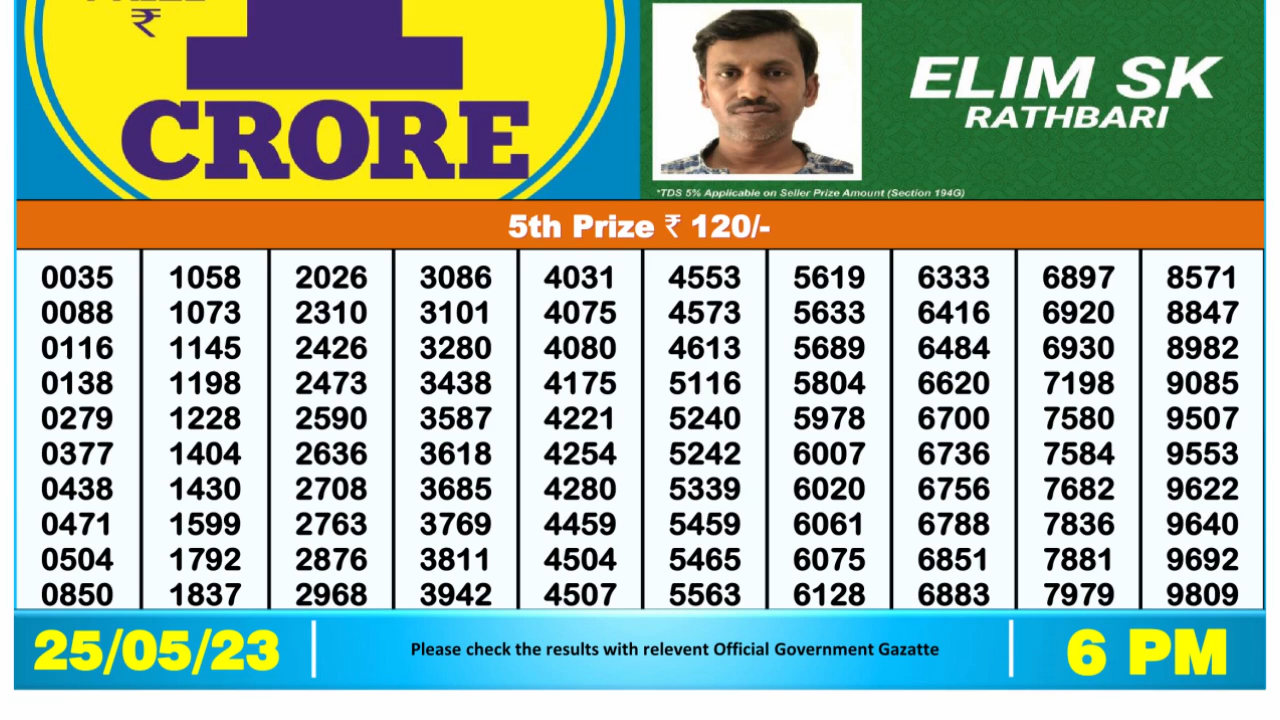 ₹
1
CRORE
ELIM SK
RATHBARI
*TDS 5% Applicable on Seller Prize Amount (Section 194G)
5th Prize ₹ 120/-
0035 1058 2026 3086 4031 4553 5619 6333 6897 8571
0088 1073 2310 3101 4075 4573 5633 6416 6920 8847
0116 1145 2426 3280 4080 4613 5689 6484 6930 8982
0138 1198 2473 3438 4175 5116 5804 6620 7198 9085
0279 1228 2590 3587 4221 5240 5978 6700 7580 9507
0377 1404 2636 3618 4254 5242 6007 6736 7584 9553
0438 1430 2708 3685 4280 5339 6020 6756 7682 9622
0471 1599 2763 3769 4459 5459 6061 6788 7836 9640
0504 1792 2876 3811 4504 5465 6075 6851 7881 9692
0850 1837 2968 3942 4507 5563 6128 6883 7979 9809
25/05/23
Please check the results with relevent Official Government Gazatte
6 PM